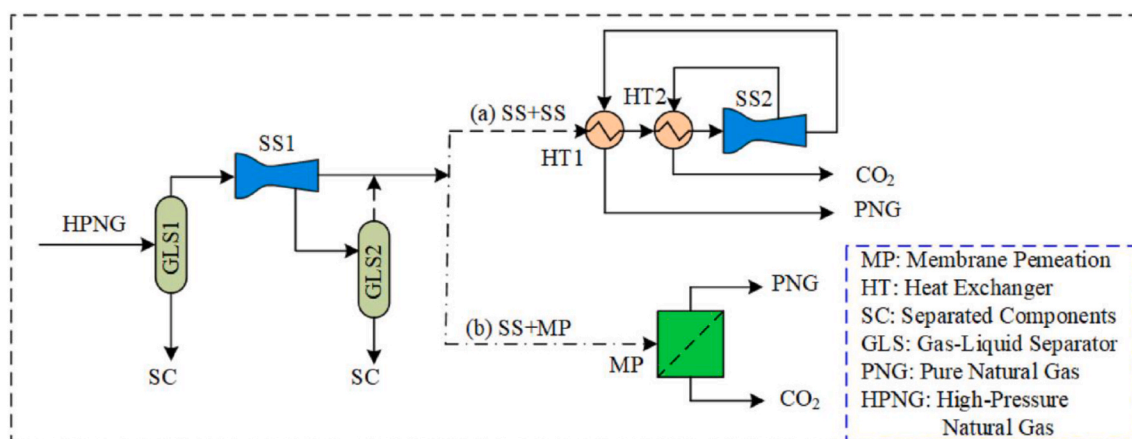 (a) SS+SS
HT2
SS2
SS1
HT1
CO2
PNG
HPNG
GLS1
GLS2
SC
SC
(b) SS+MP
PNG
MP
CO2
MP: Membrane Pemeation
HT: Heat Exchanger
SC: Separated Components
GLS: Gas-Liquid Separator
PNG: Pure Natural Gas
HPNG: High-Pressure
Natural Gas